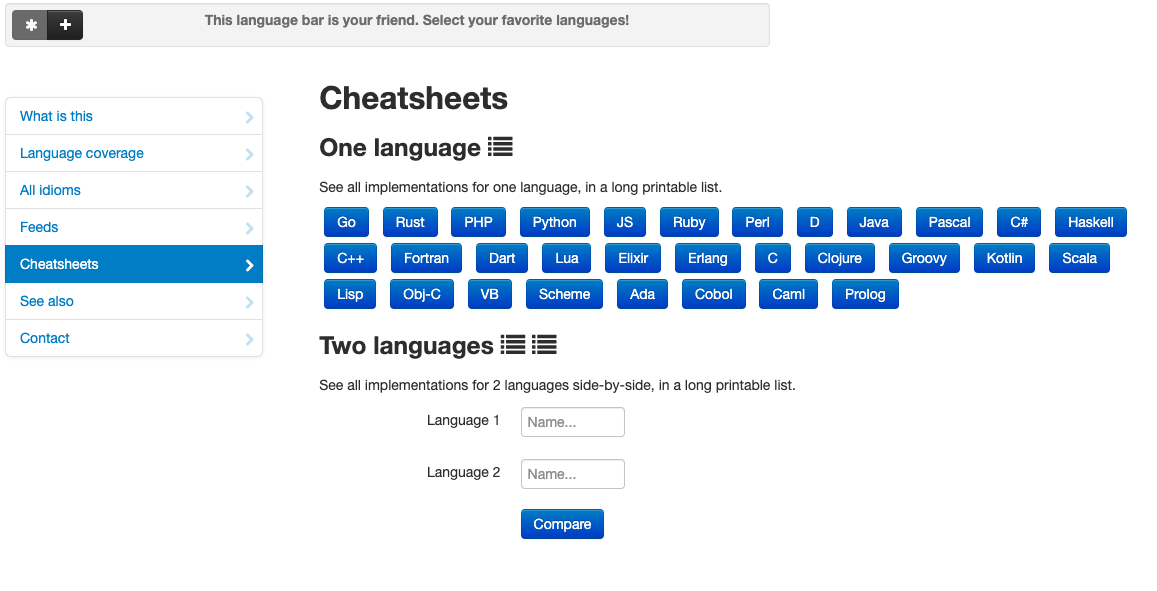 This language bar is your friend. Select your favorite languages!
What is this
Language coverage
All idioms
Feeds
Cheatsheets
See also
Contact
Cheatsheets
One language
See all implementations for one language, in a long printable list.
Go Rust PHP Python JS Ruby Perl D Java Pascal C# Haskell
C++ Fortran Dart Lua Elixir Erlang C Clojure Groovy Kotlin Scala
Lisp Obj-C VB Scheme Ada Cobol Caml Prolog
Two languages
See all implementations for 2 languages side-by-side, in a long printable list.
Language 1 Name...
Language 2 Name...
Compare